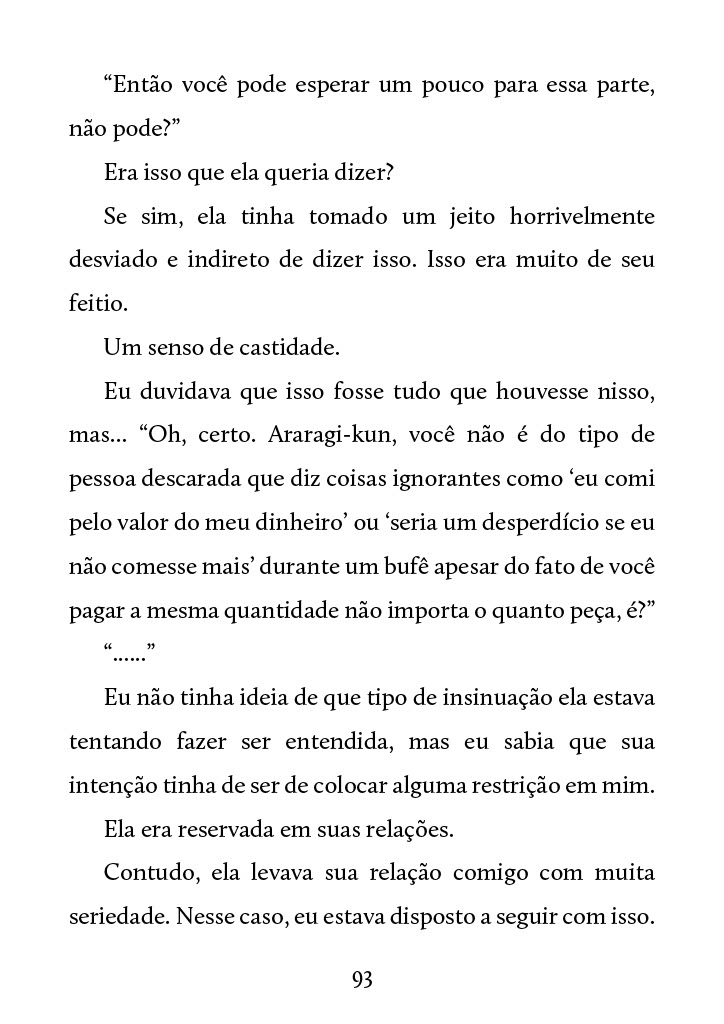 “Então você pode esperar um pouco para essa parte,
não pode?”
Era isso que ela queria dizer?
Se sim, ela tinha tomado um jeito horrivelmente
desviado e indireto de dizer isso. Isso era muito de seu
feitio.
Um senso de castidade.
Eu duvidava que isso fosse tudo que houvesse nisso,
mas... “Oh, certo. Araragi-kun, você não é do tipo de
pessoa descarada que diz coisas ignorantes como ‘eu comi
pelo valor do meu dinheiro’ ou ‘seria um desperdício se eu
não comesse mais’ durante um bufê apesar do fato de você
pagar a mesma quantidade não importa o quanto peça, é?”
“......”
Eu não tinha ideia de que tipo de insinuação ela estava
tentando fazer ser entendida, mas eu sabia que sua
intenção tinha de ser de colocar alguma restrição em mim.
Ela era reservada em suas relações.
Contudo, ela levava sua relação comigo com muita
seriedade. Nesse caso, eu estava disposto a seguir com isso.
93